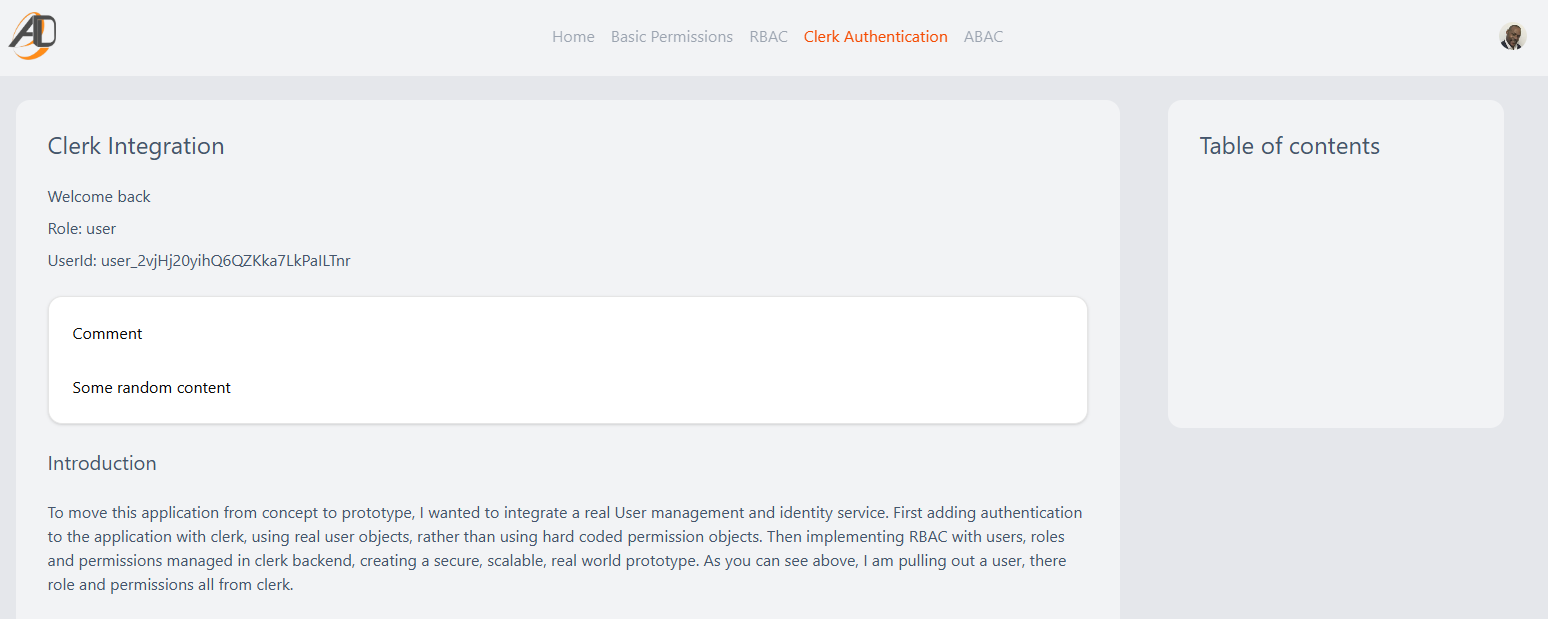 AD
Home Basic Permissions RBAC Clerk Authentication ABAC
Clerk Integration
Welcome back
Role: user
UserId: user_2vjHj20yihQ6QZKka7LkPaILTnr
Comment
Some random content
Introduction
To move this application from concept to prototype, I wanted to integrate a real User management and identity service. First adding authentication
to the application with clerk, using real user objects, rather than using hard coded permission objects. Then implementing RBAC with users, roles
and permissions managed in clerk backend, creating a secure, scalable, real world prototype. As you can see above, I am pulling out a user, there
role and permissions all from clerk.
Table of contents